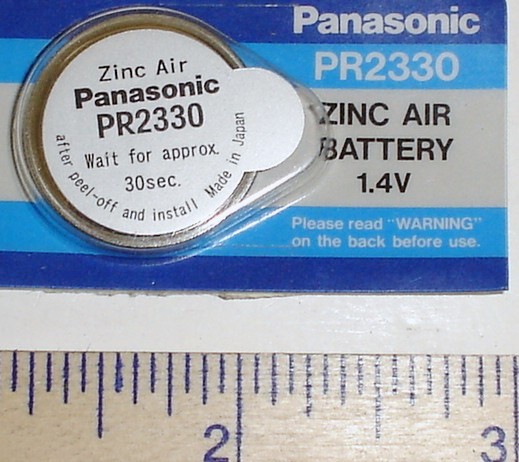 Zinc Air
Panasonic
PR2330
Wait for approx.
30sec.
after peel-off and install Made in Japan
Panasonic
PR2330
ZINC AIR
BATTERY
1.4V
Please read "WARNING"
on the back before use.
2
3